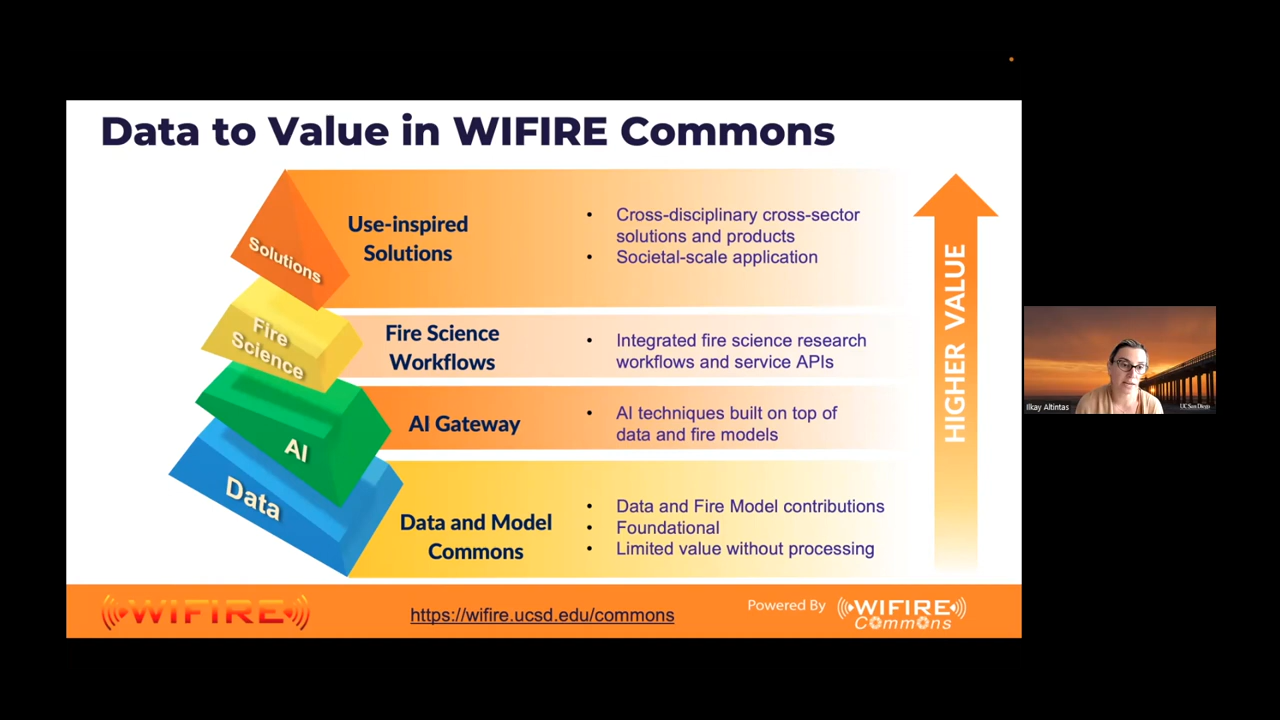 Data to Value in WIFIRE Commons
Solutions
Use-inspired
Solutions
• Cross-disciplinary cross-sector
solutions and products
• Societal-scale application
Fire
Science
Fire Science
Workflows
• Integrated fire science research
workflows and service APIs
AI
AI Gateway
• AI techniques built on top of
data and fire models
Data
Data and Model
Commons
• Data and Fire Model contributions
• Foundational
• Limited value without processing
HIGHER VALUE
WIFIRE
https://wifire.ucsd.edu/commons
Powered By
WIFIRE
Commons
Ilkay Altintas
UC San Diego